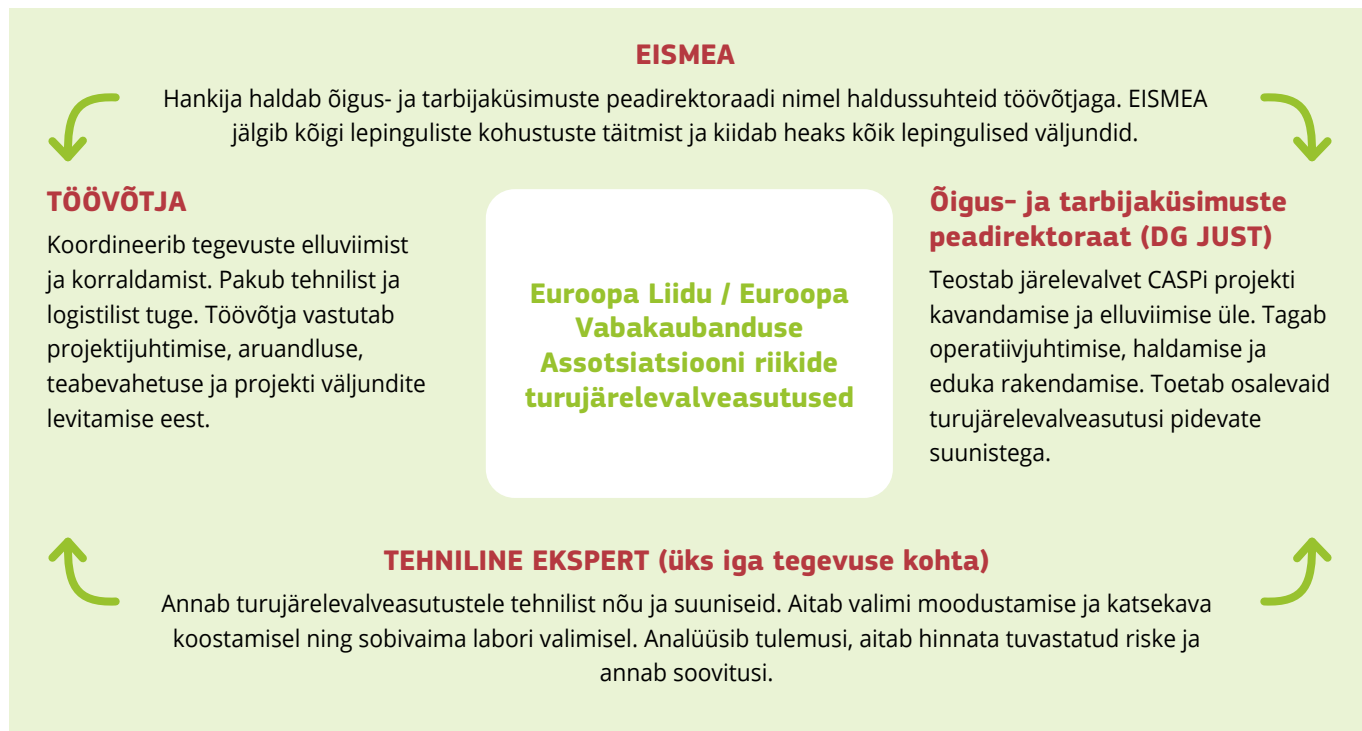 EISMEA
Hankija haldab õigus- ja tarbijaküsimuste peadirektoraadi nimel haldussuhteid töövõtjaga. EISMEA
jälgib kõigi lepinguliste kohustuste täitmist ja kiidab heaks kõik lepingulised väljundid.
TÖÖVÕTJA
Koordineerib tegevuste elluviimist
ja korraldamist. Pakub tehnilist ja
logistilist tuge. Töövõtja vastutab
projektijuhtimise, aruandluse,
teabevahetuse ja projekti väljundite
levitamise eest.
Euroopa Liidu / Euroopa
Vabakaubanduse
Assotsiatsiooni riikide
turujärelevalveasutused
Õigus- ja tarbijaküsimuste
peadirektoraat (DG JUST)
Teostab järelevalvet CASPi projekti
kavandamise ja elluviimise üle. Tagab
operatiivjuhtimise, haldamise ja
eduka rakendamise. Toetab osalevaid
turujärelevalveasutusi pidevate
suunistega.
TEHNILINE EKSPERT (üks iga tegevuse kohta)
Annab turujärelevalveasutustele tehnilist nõu ja suuniseid. Aitab valimi moodustamise ja katsekava
koostamisel ning sobivaima labori valimisel. Analüüsib tulemusi, aitab hinnata tuvastatud riske ja
annab soovitusi.